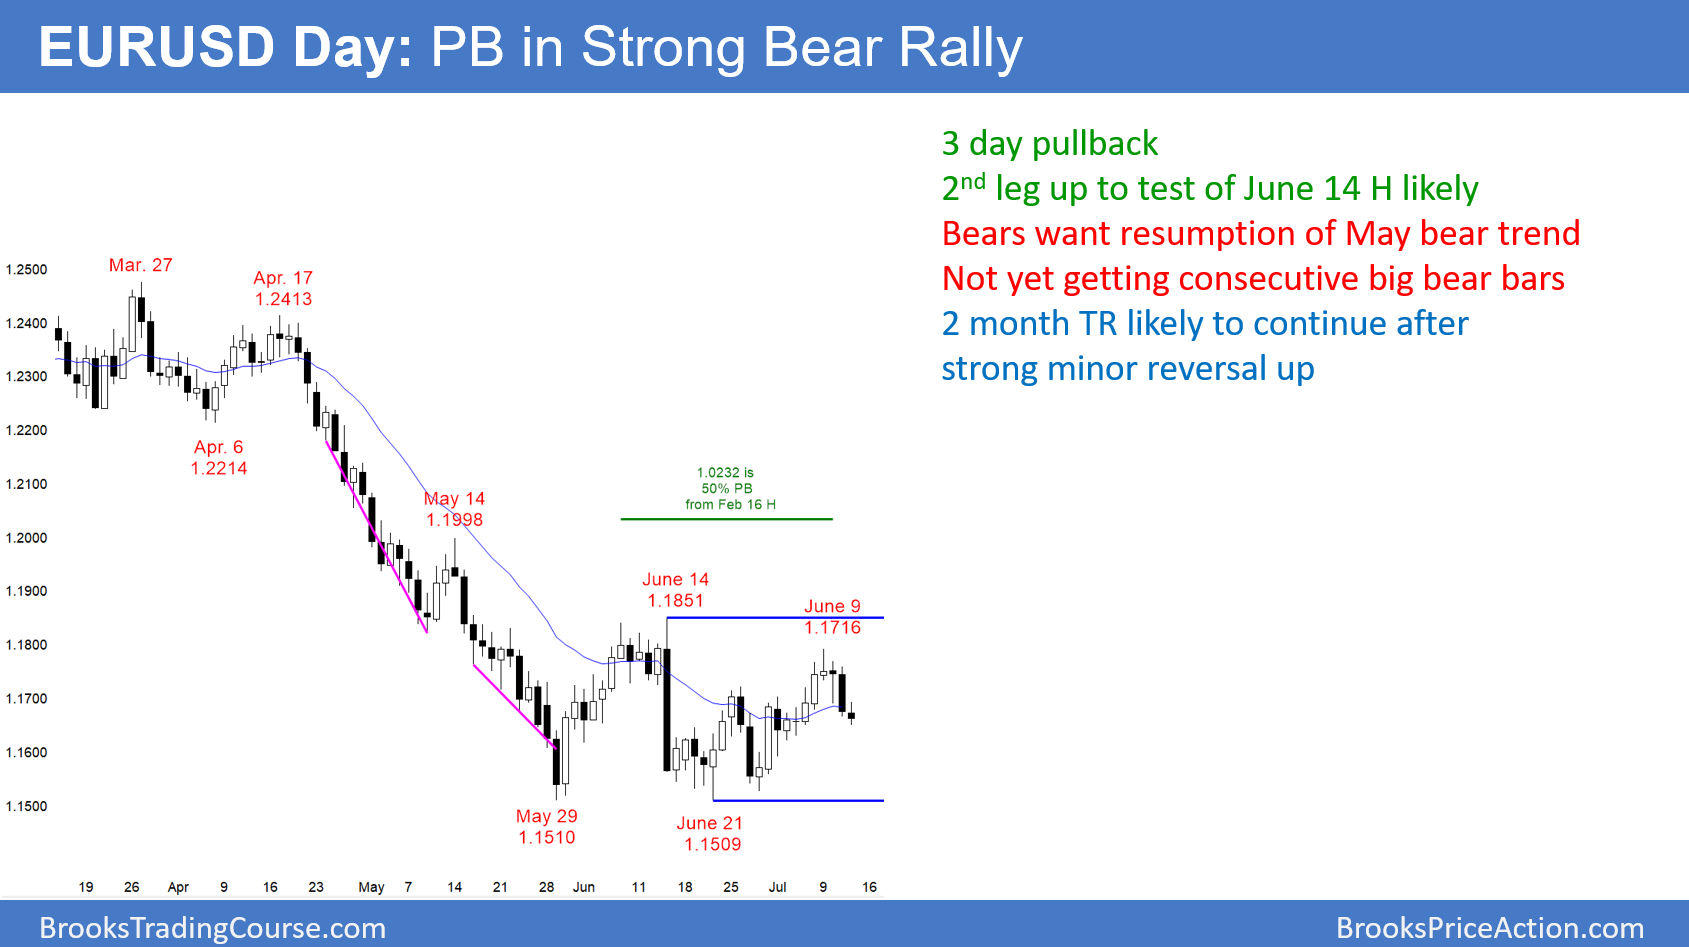 EURUSD Day: PB in Strong Bear Rally
3 day pullback
2nd leg up to test of June 14 H likely
Bears want resumption of May bear trend
Not yet getting consecutive big bear bars
2 month TR likely to continue after
strong minor reversal up
Mar. 27
Apr. 17
1.2413
Apr. 6
1.2214
May 14
1.1998
1.0232 is
50% PB
from Feb 16 H
June 14
1.1851
June 9
1.1716
May 29
1.1510
June 21
1.1509
1.2500
1.2400
1.2300
1.2200
1.2100
1.2000
1.1900
1.1800
1.1700
1.1600
1.1500
19 26 Apr 9 16 23 May 7 14 21 28 Jun 11 18 25 Jul 9 16
BrooksTradingCourse.com
BrooksPriceAction.com